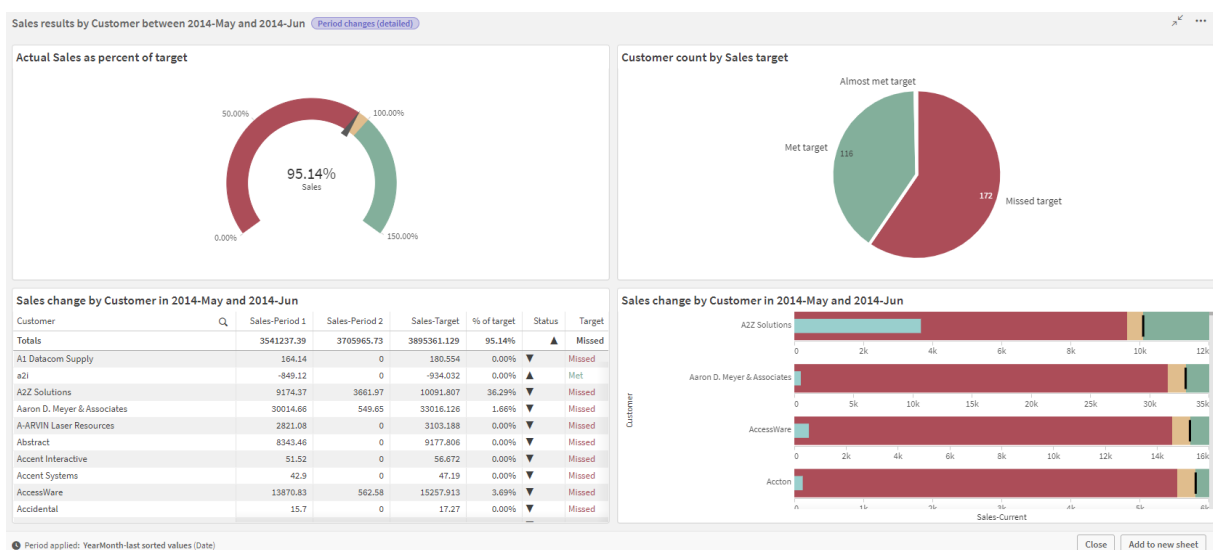 Sales results by Customer between 2014-May and 2014-Jun Period changes (detailed)
Actual Sales as percent of target
50.00%
100.00%
95.14%
Sales
0.00%
150.00%
Customer count by Sales target
Almost met target
Met target
116
172
Missed target
Sales change by Customer in 2014-May and 2014-Jun
Customer Sales-Period 1 Sales-Period 2 Sales-Target % of target Status Target
Totals 3541237.39 3705965.73 3895361.129 95.14% ▲ Missed
A1 Datacom Supply 164.14 0 180.554 0.00% ▼ Missed
a2i -849.12 0 -934.032 0.00% ▲ Met
A2Z Solutions 9174.37 3661.97 10091.807 36.29% ▼ Missed
Aaron D. Meyer & Associates 30014.66 549.65 33016.126 1.66% ▼ Missed
A-ARVIN Laser Resources 2821.08 0 3103.188 0.00% ▼ Missed
Abstract 8343.46 0 9177.806 0.00% ▼ Missed
Accent Interactive 51.52 0 56.672 0.00% ▼ Missed
Accent Systems 42.9 0 47.19 0.00% ▼ Missed
AccessWare 13870.83 562.58 15257.913 3.69% ▼ Missed
Accidental 15.7 0 17.27 0.00% ▼ Missed
Sales change by Customer in 2014-May and 2014-Jun
Customer
A2Z Solutions
0 2k 4k 6k 8k 10k 12k
Aaron D. Meyer & Associates
0 5k 10k 15k 20k 25k 30k 35k
AccessWare
0 2k 4k 6k 8k 10k 12k 14k 16k
Accton
0 1k 2k 3k 4k 5k 6k
Sales-Current
Period applied: YearMonth-last sorted values (Date)
Close Add to new sheet